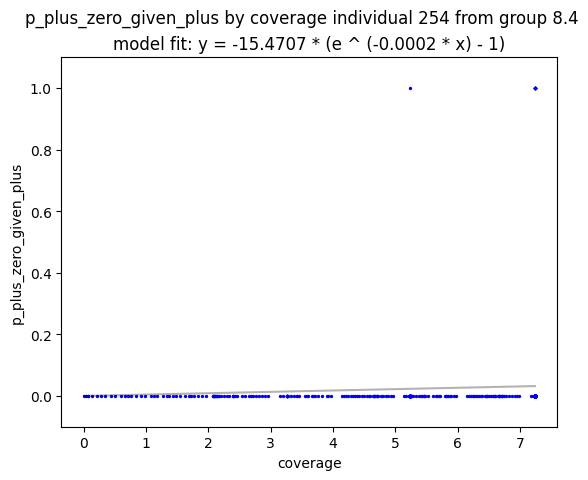 p_plus_zero_given_plus by coverage individual 254 from group 8.4
model fit: y = -15.4707 * (e ^ (-0.0002 * x) - 1)
p_plus_zero_given_plus
1.0
0.8
0.6
0.4
0.2
0.0
0 1 2 3 4 5 6 7
coverage